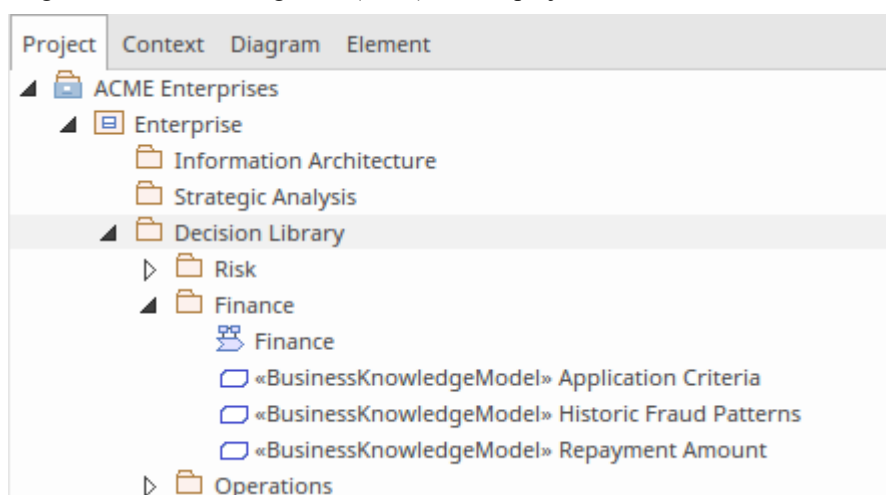 Project Context Diagram Element
ACME Enterprises
Enterprise
Information Architecture
Strategic Analysis
Decision Library
Risk
Finance
Finance
«BusinessKnowledgeModel» Application Criteria
«BusinessKnowledgeModel» Historic Fraud Patterns
«BusinessKnowledgeModel» Repayment Amount
Operations